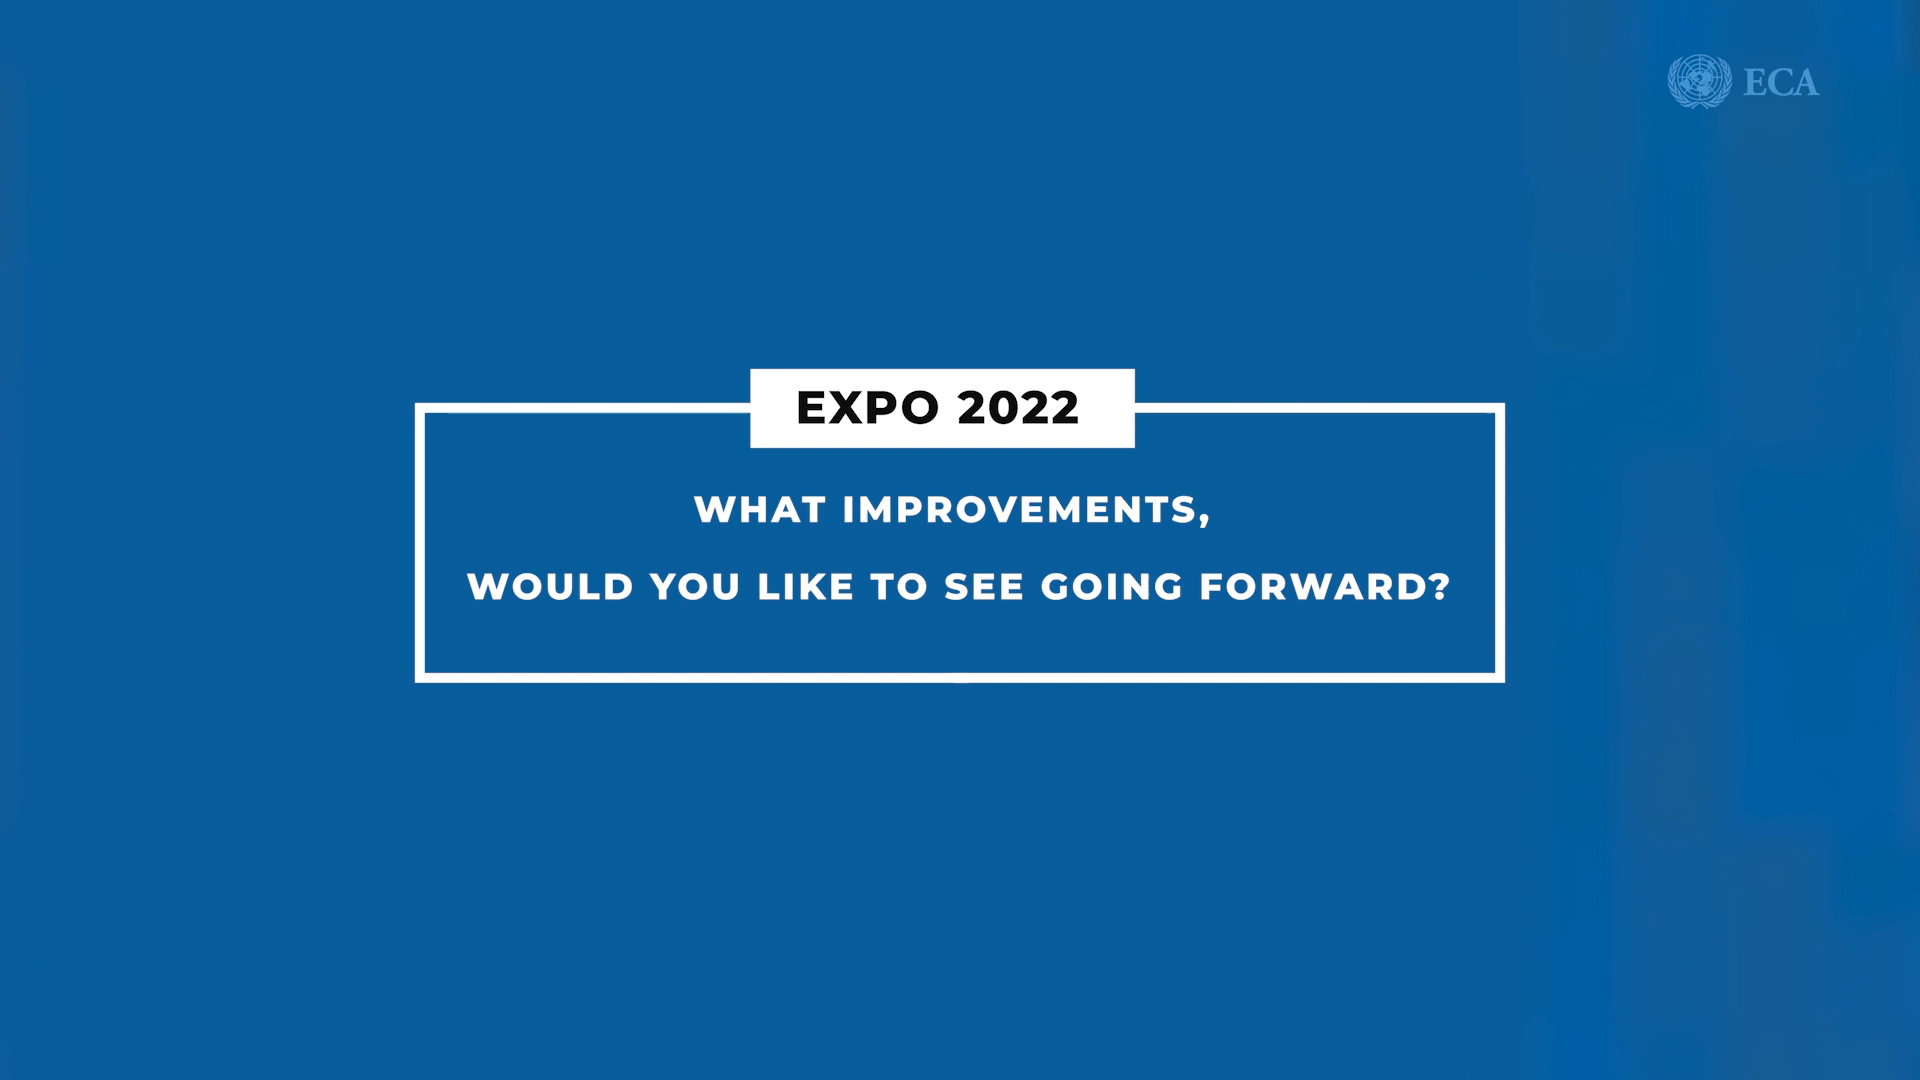 ECA
EXPO 2022
WHAT IMPROVEMENTS,
WOULD YOU LIKE TO SEE GOING FORWARD?